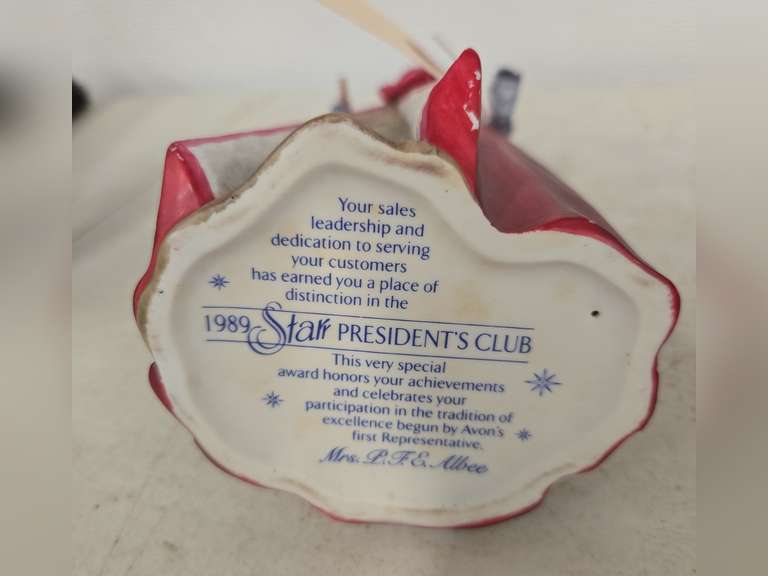 Your sales
leadership and
dedication to serving
your customers
has earned you a place of
distinction in the
1989 Starr PRESIDENT'S CLUB
This very special
award honors your achievements
and celebrates your
participation in the tradition of
excellence begun by Avon's
first Representative.
Mrs. P.F.E. Albee